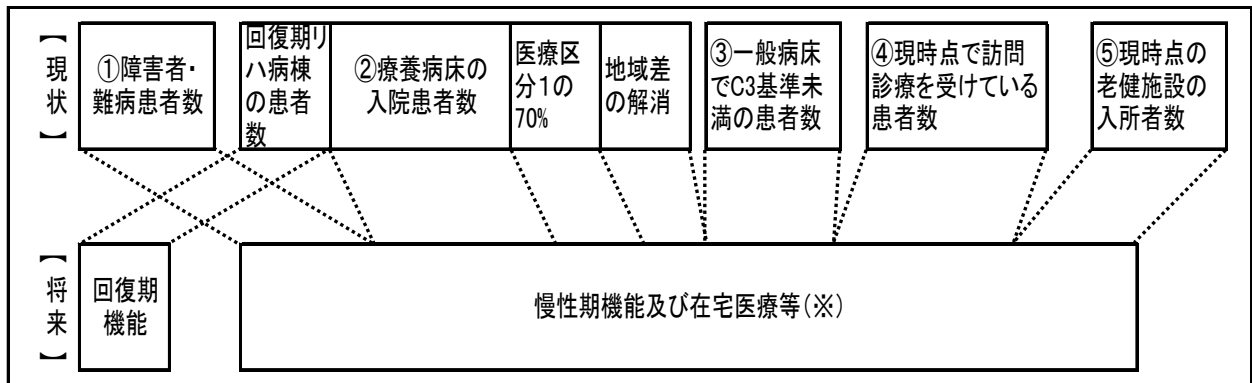 【現状】
①障害者・
難病患者数
回復期リ
ハ病棟
の患者
数
②療養病床の
入院患者数
医療区
分1の
70%
地域差
の解消
③一般病床
でC3基準未
満の患者数
④現時点で訪問
診療を受けている
患者数
⑤現時点の
老健施設の
入所者数
【将来】
回復期
機能
慢性期機能及び在宅医療等(※)